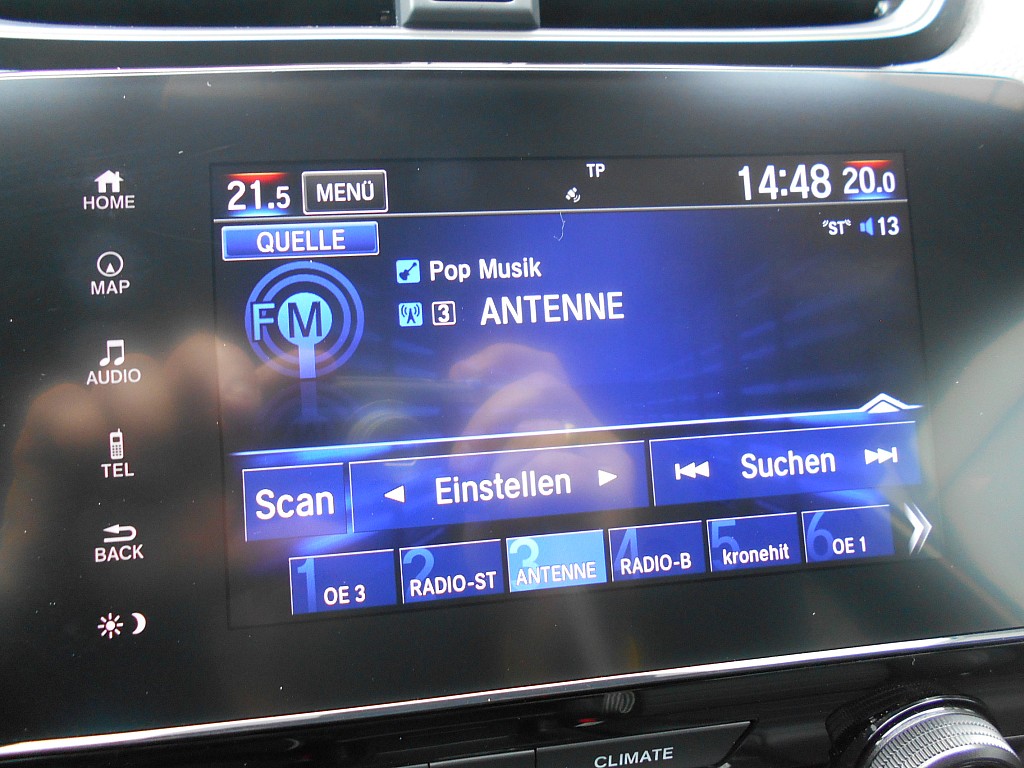 TP
21.5 MENÜ 14:48 20.0
QUELLE "ST" 13
FM
Pop Musik
3 ANTENNE
Scan Einstellen Suchen
1 OE 3 2 RADIO-ST 3 ANTENNE 4 RADIO-B 5 kronehit 6 OE 1
HOME
MAP
AUDIO
TEL
BACK
CLIMATE